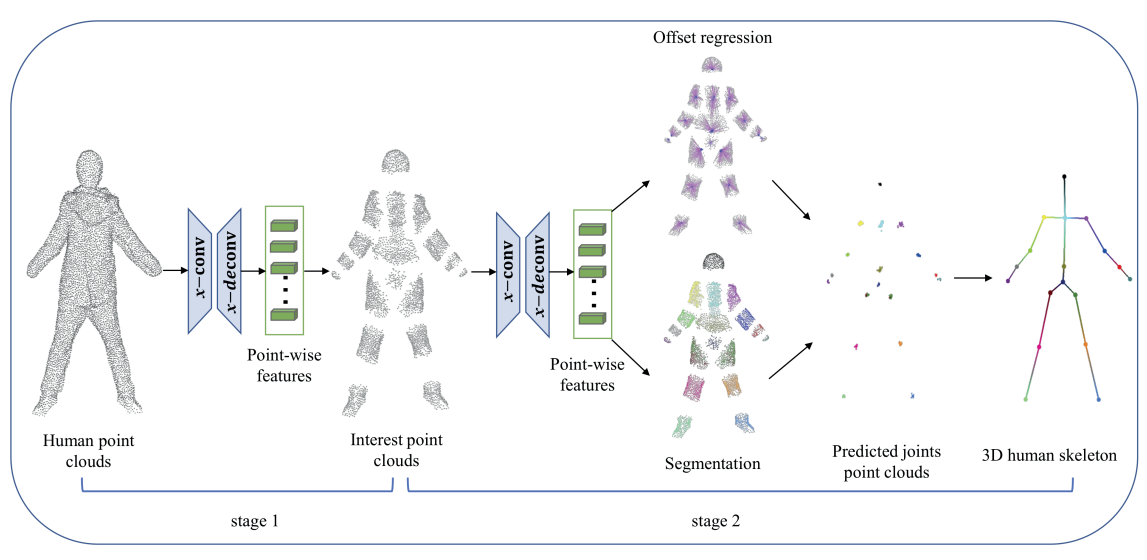 Offset regression
x−conv
x−deconv
Point-wise
features
x−conv
x−deconv
Point-wise
features
Human point
clouds
Interest point
clouds
Segmentation
Predicted joints
point clouds
3D human skeleton
stage 1
stage 2